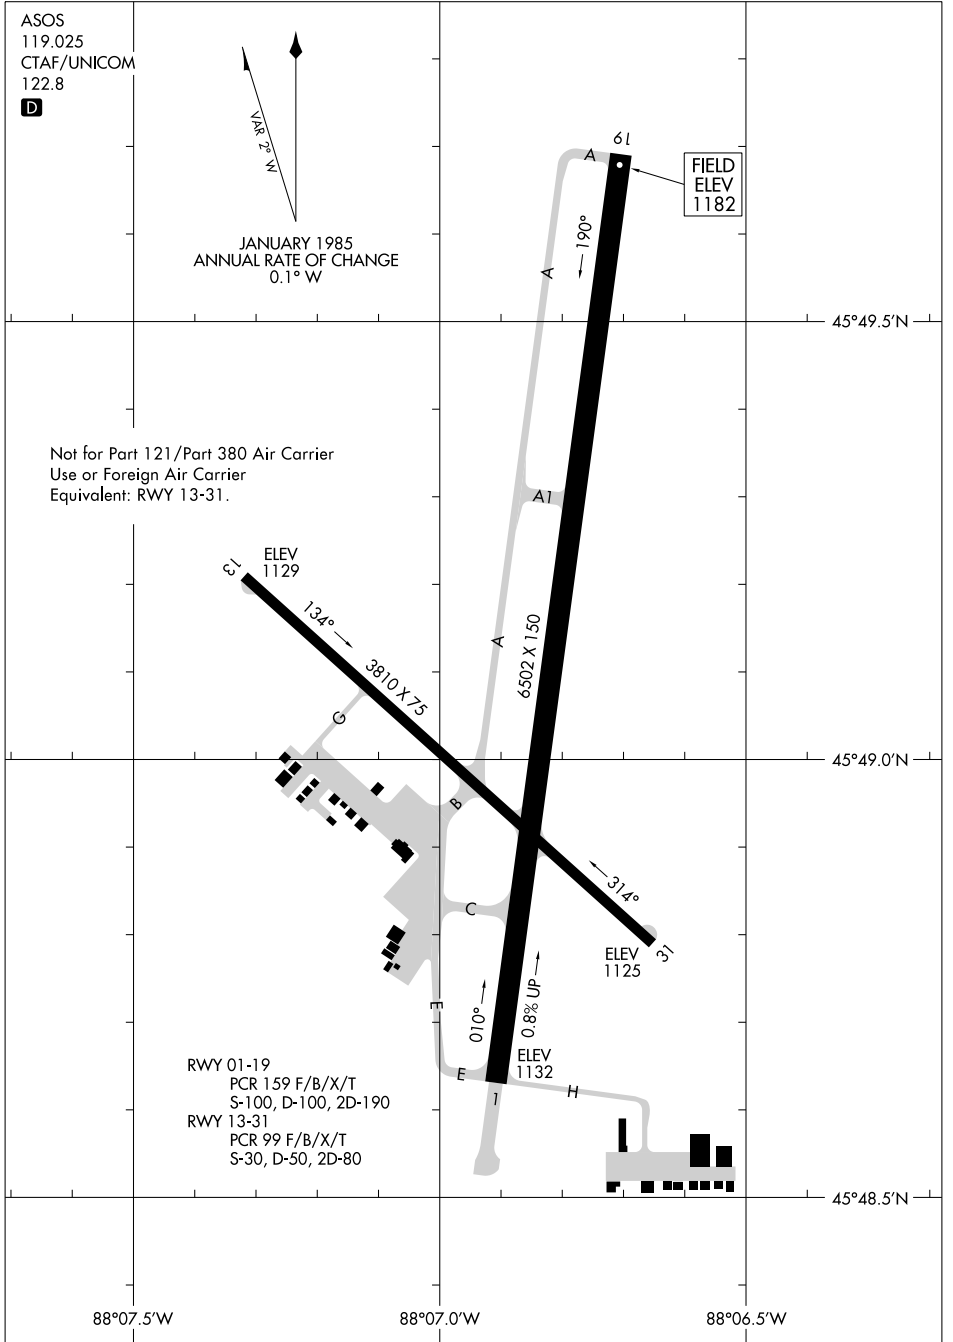 ASOS
119.025
CTAF/UNICOM
122.8
D
VAR 2° W
JANUARY 1985
ANNUAL RATE OF CHANGE
0.1° W
19
A
FIELD
ELEV
1182
190°
A
45°49.5'N
Not for Part 121/Part 380 Air Carrier
Use or Foreign Air Carrier
Equivalent: RWY 13-31.
A1
13
ELEV
1129
134°
A
6502 X 150
3810 X 75
G
45°49.0'N
B
314°
C
31
ELEV
1125
E
010°
0.8% UP
ELEV
1132
E
H
1
RWY 01-19
PCR 159 F/B/X/T
S-100, D-100, 2D-190
RWY 13-31
PCR 99 F/B/X/T
S-30, D-50, 2D-80
45°48.5'N
88°07.5'W
88°07.0'W
88°06.5'W